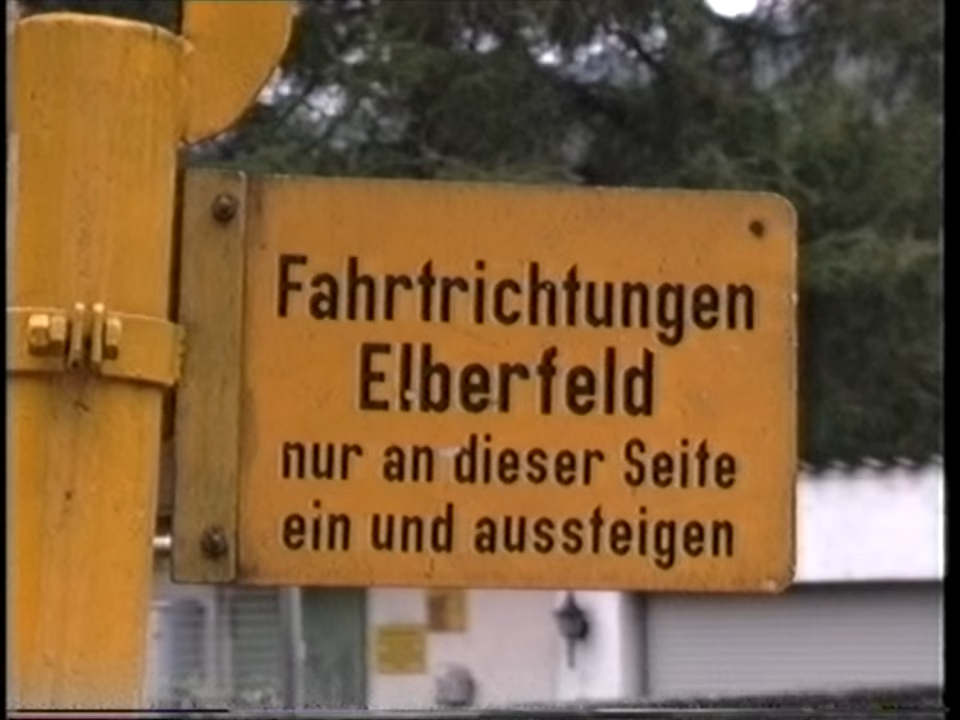 Fahrtrichtungen
Elberfeld
nur an dieser Seite
ein und aussteigen